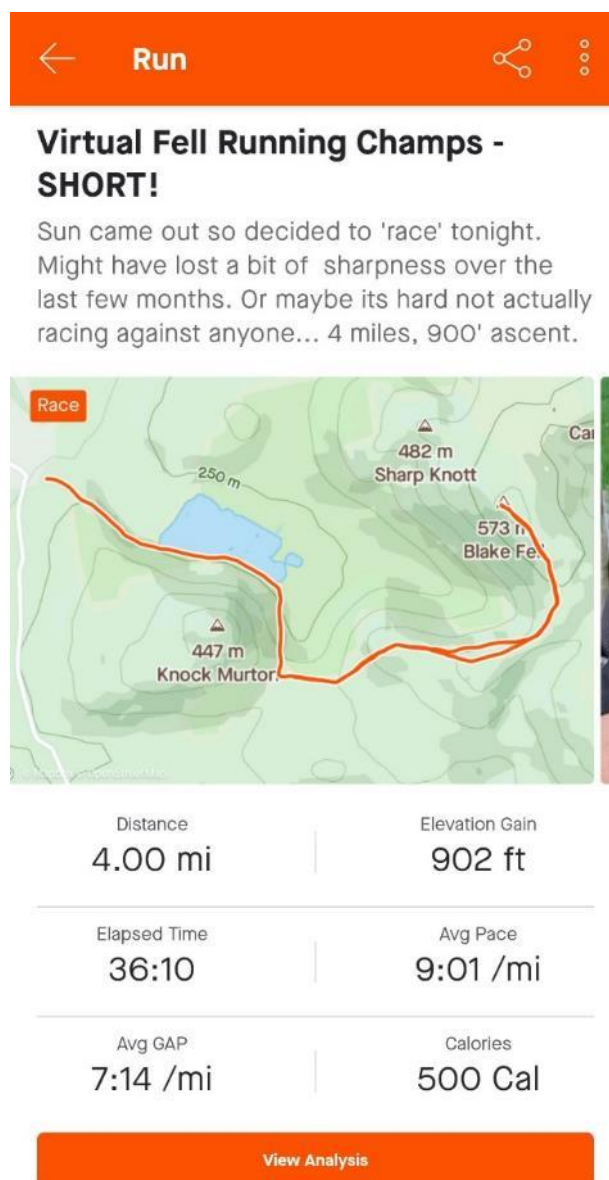 Run
Virtual Fell Running Champs -
SHORT!
Sun came out so decided to 'race' tonight.
Might have lost a bit of sharpness over the
last few months. Or maybe its hard not actually
racing against anyone... 4 miles, 900' ascent.
Race
250 m
482 m
Sharp Knott
573
Blake
447 m
Knock Murton
Distance
4.00 mi
Elevation Gain
902 ft
Elapsed Time
36:10
Avg Pace
9:01 /mi
Avg GAP
7:14 /mi
Calories
500 Cal
View Analysis